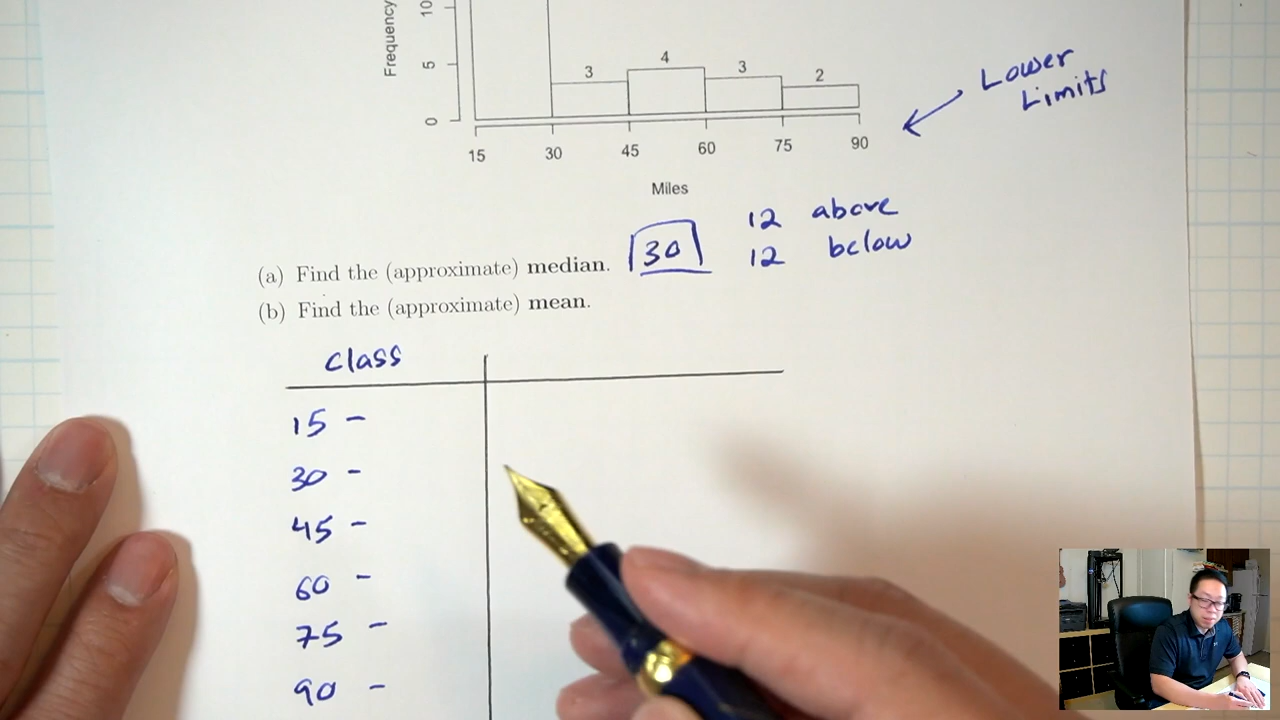 Frequency
10
5
0
3
4
3
2
15 30 45 60 75 90
Miles
Lower
Limits
(a) Find the (approximate) median. 30
12 above
12 below
(b) Find the (approximate) mean.
class
15 -
30 -
45 -
60 -
75 -
90 -